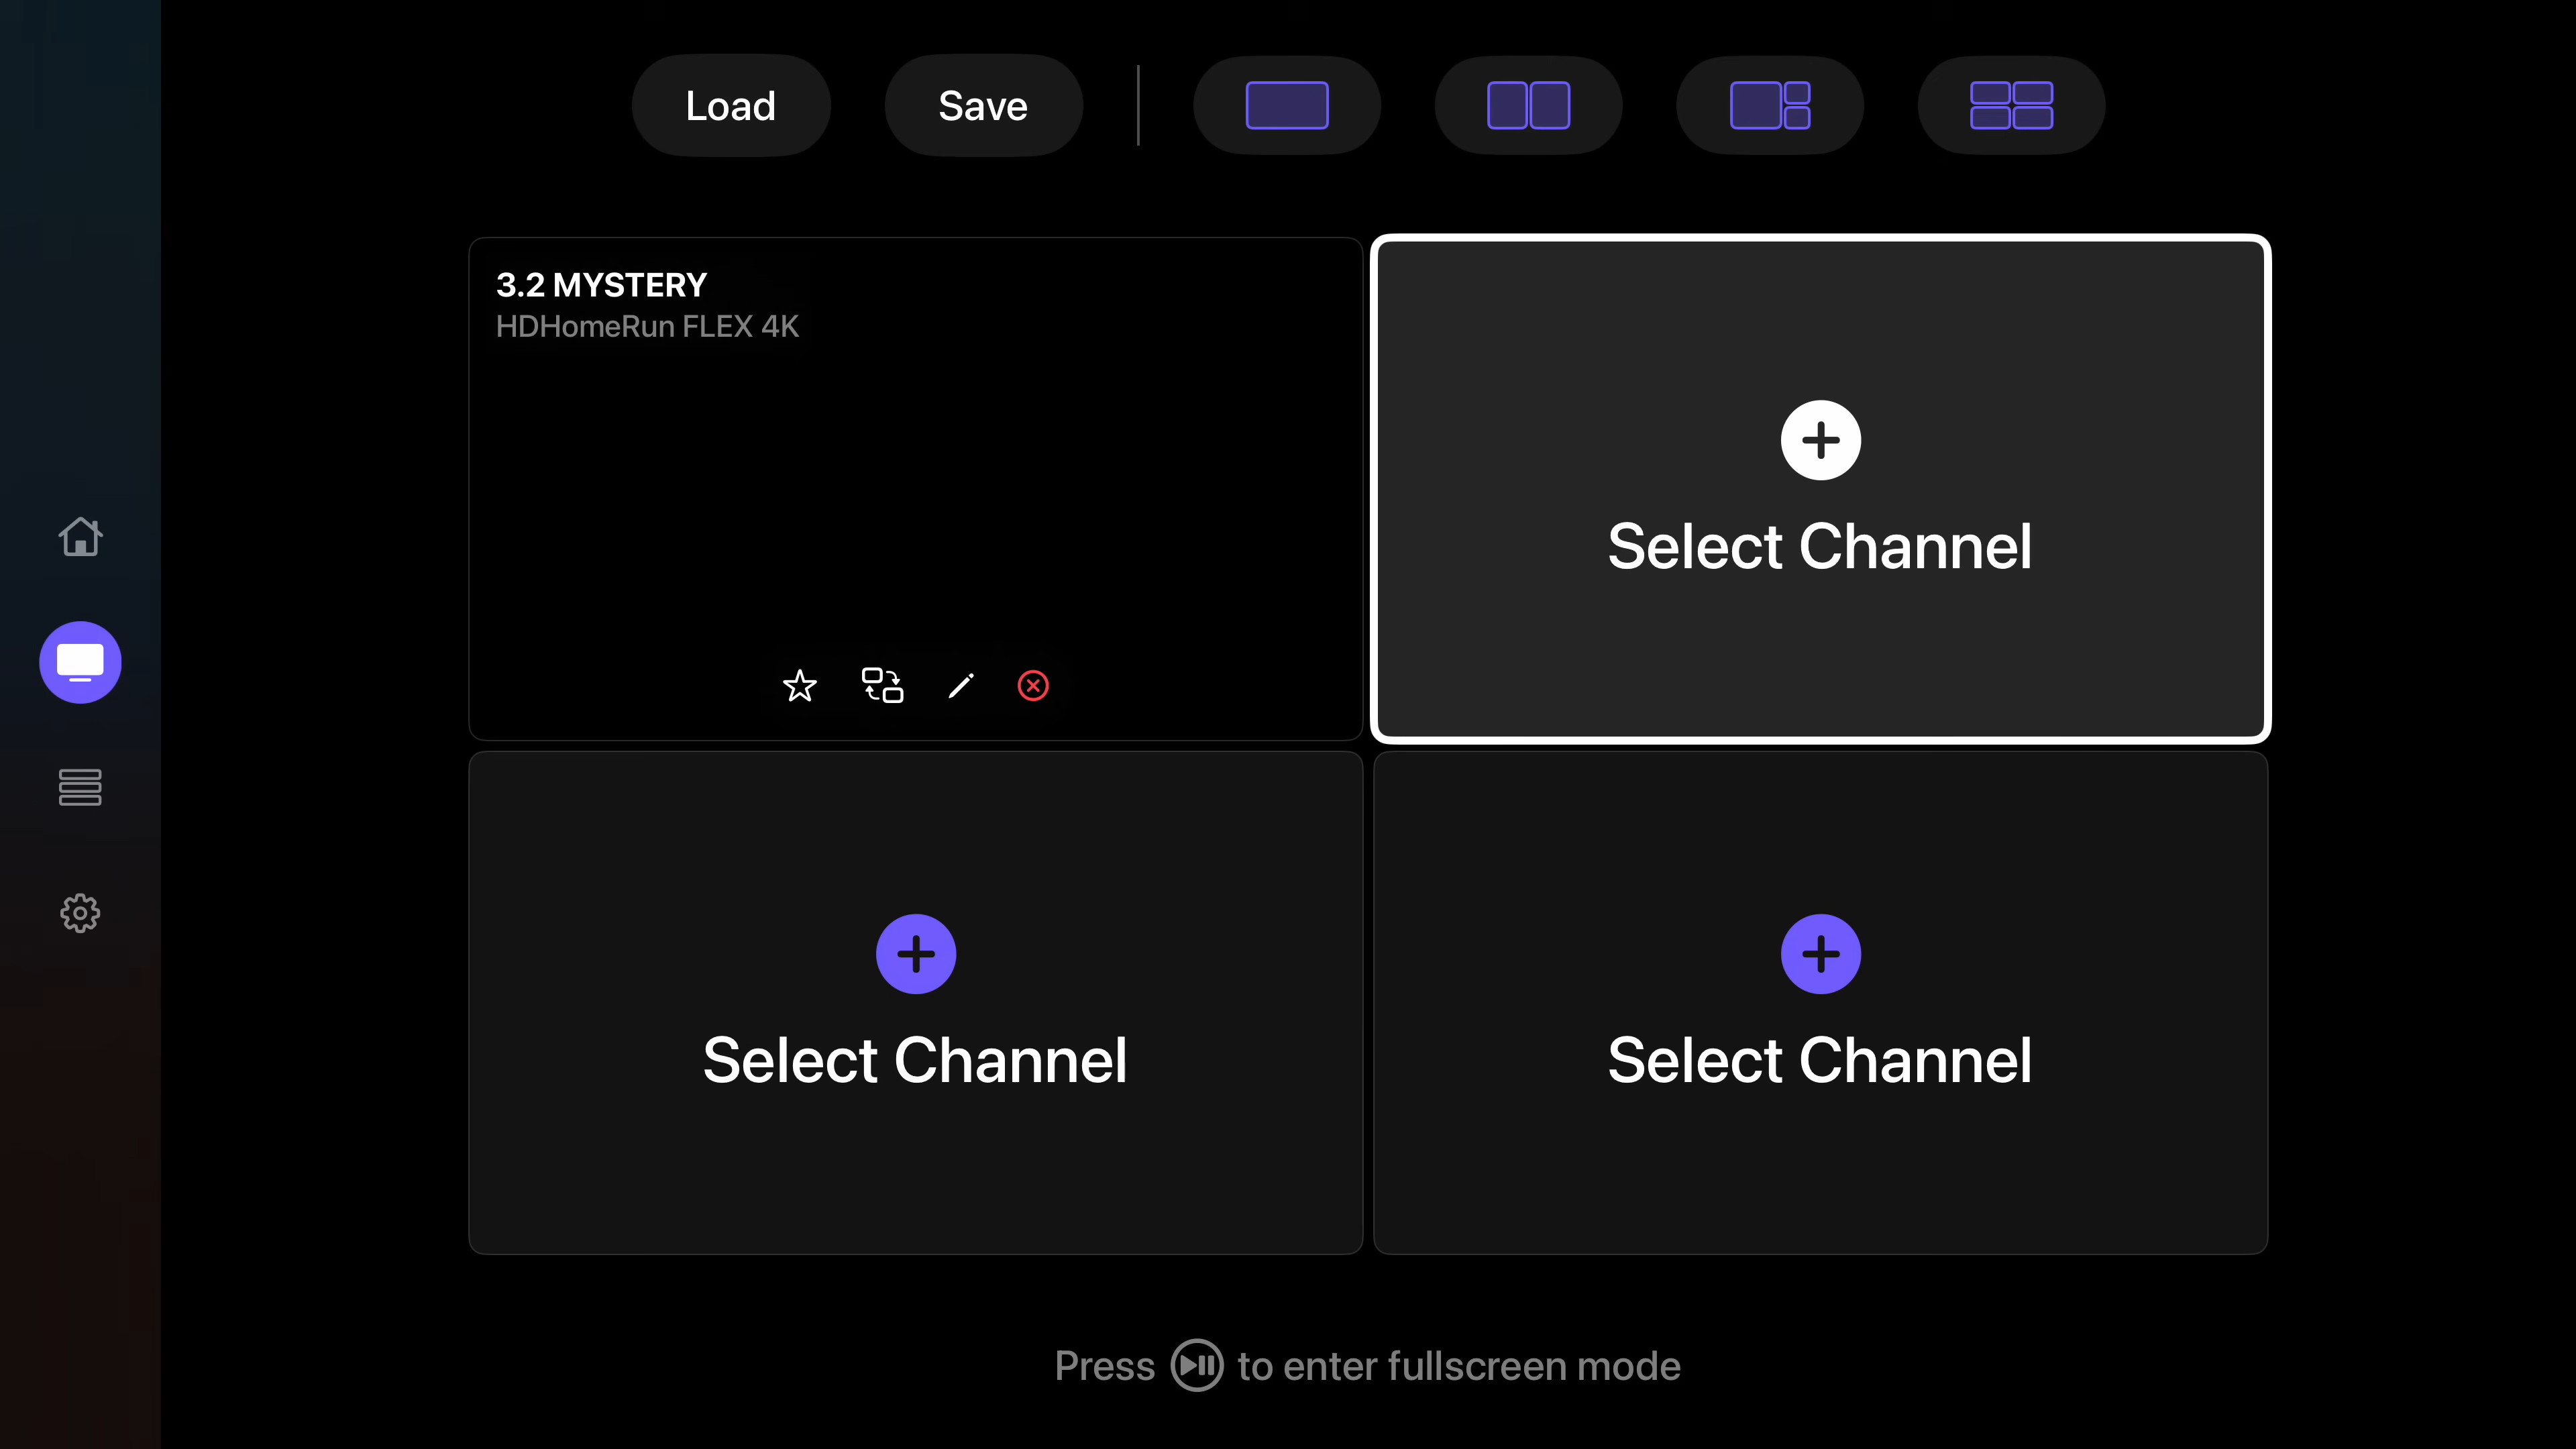 Load
Save
3.2 MYSTERY
HDHomeRun FLEX 4K
Select Channel
Select Channel
Select Channel
Press to enter fullscreen mode